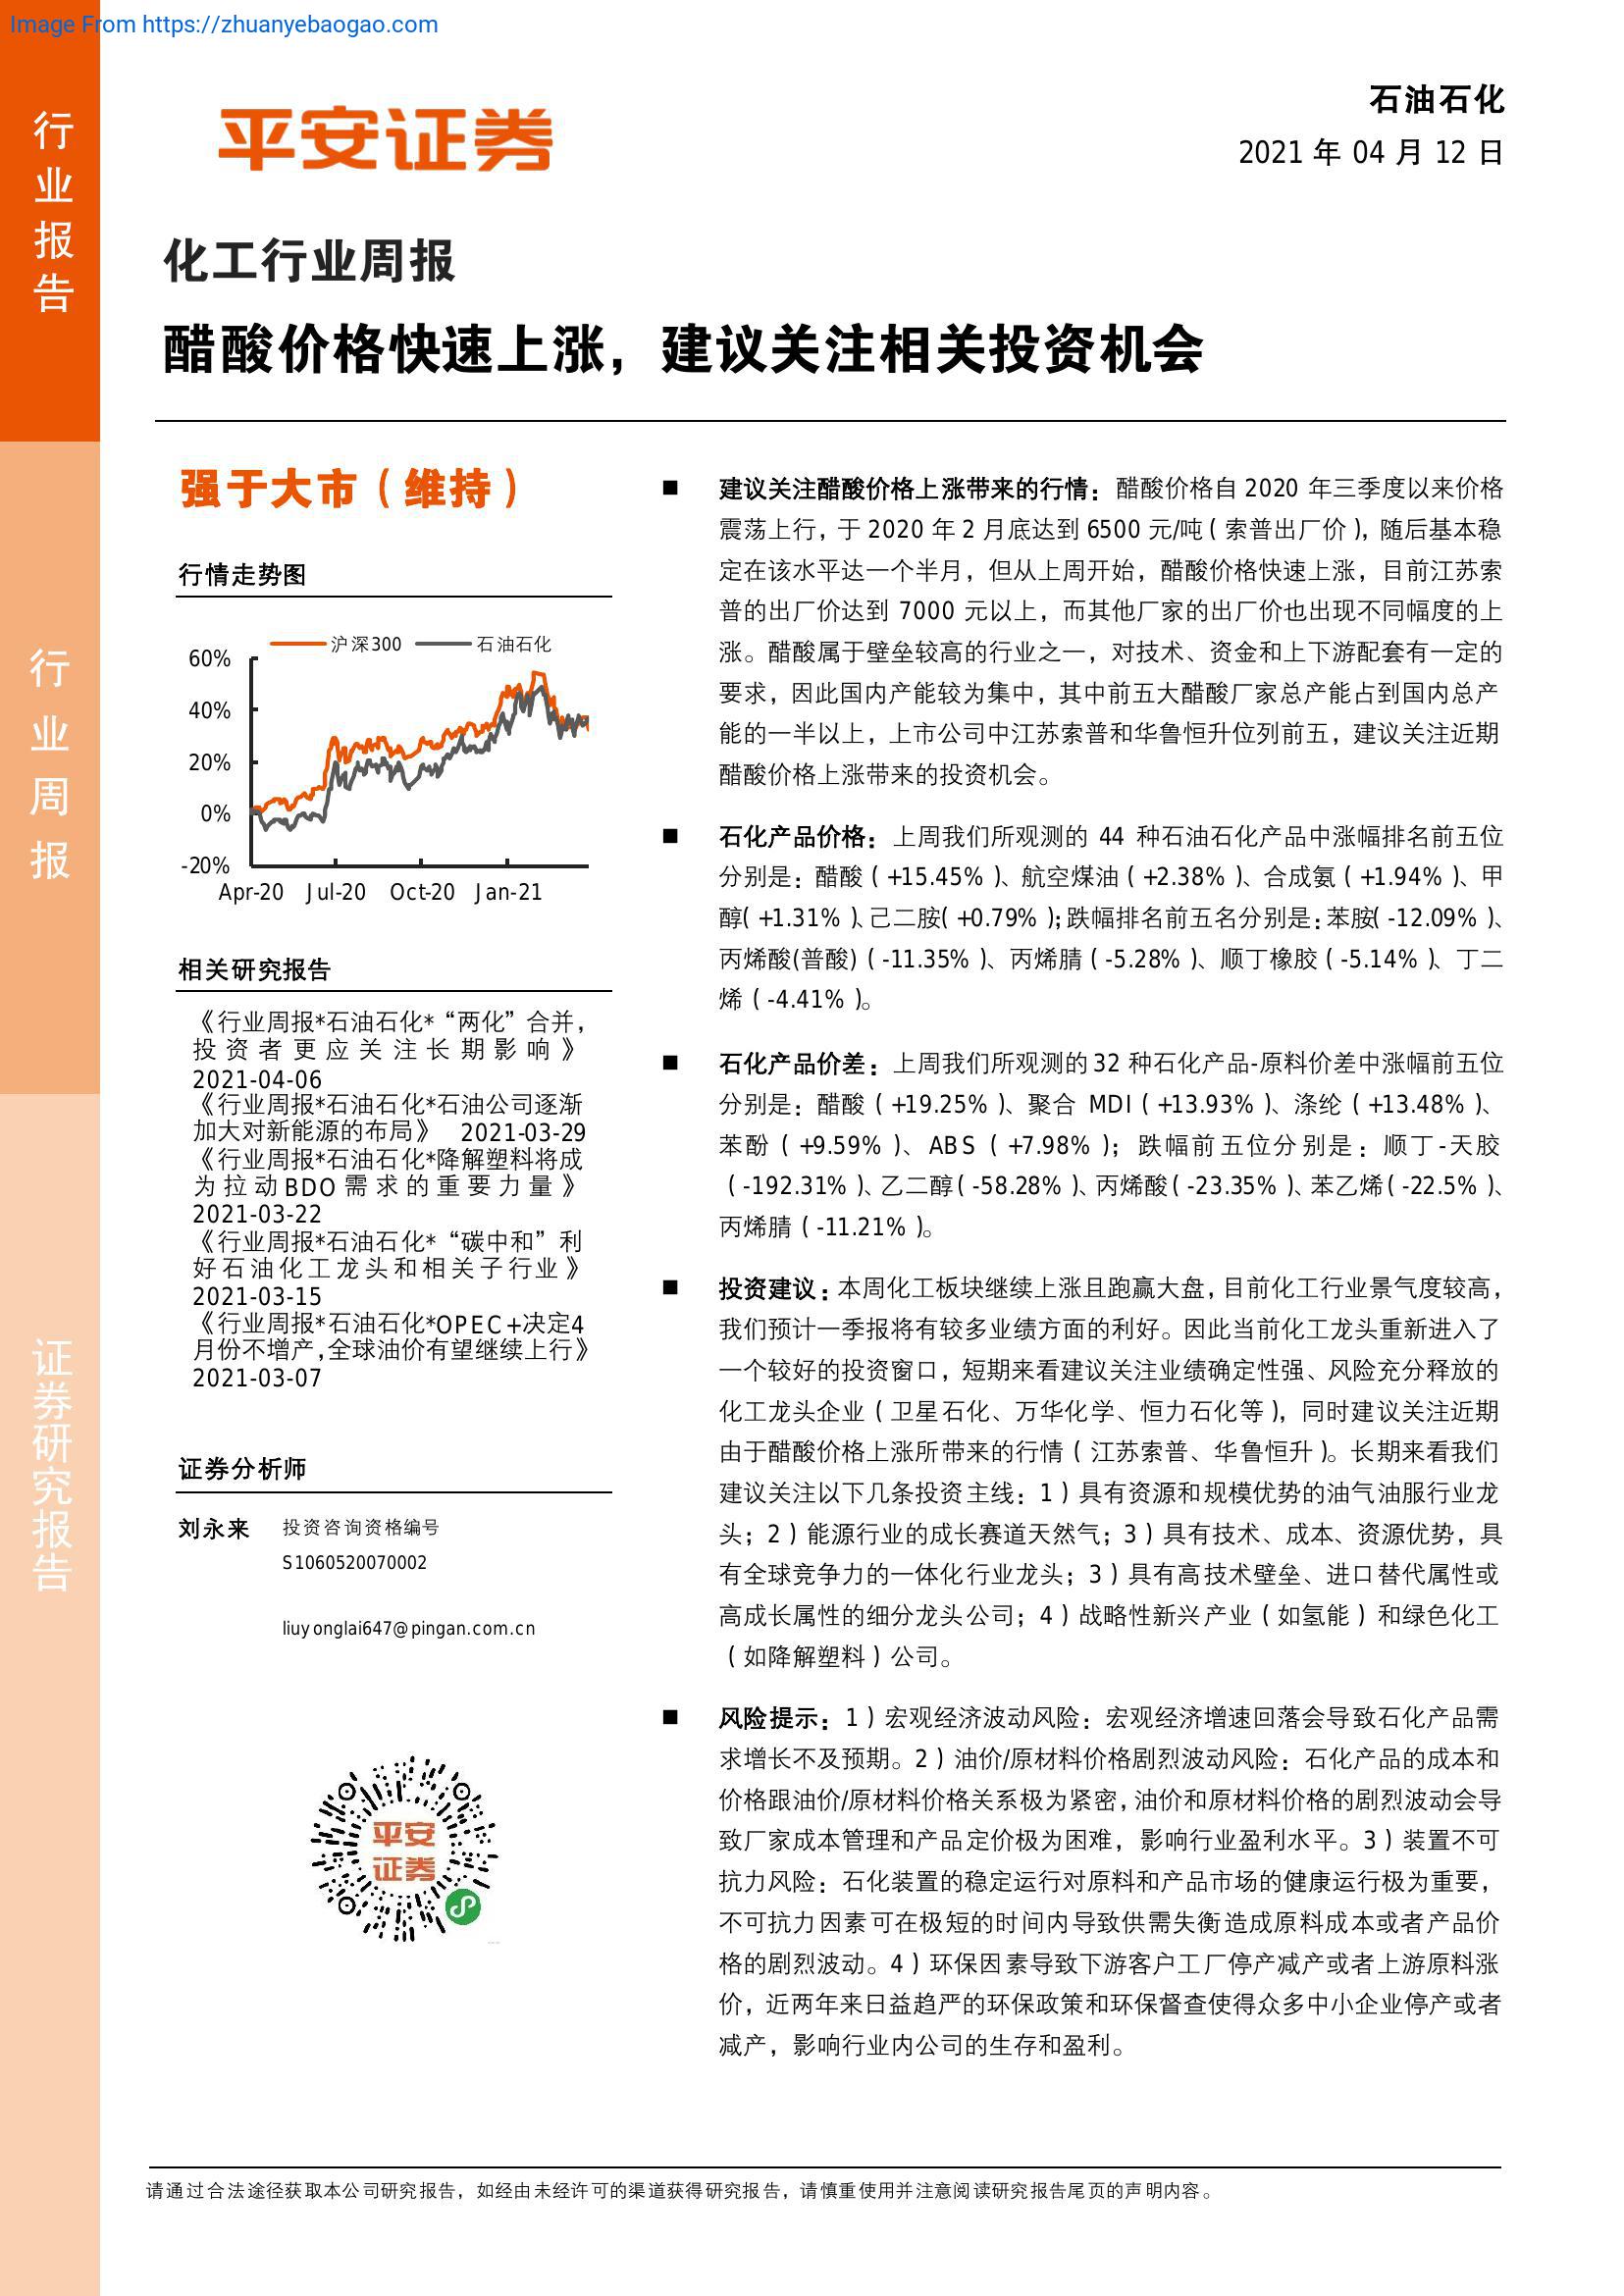 Image From https://zhuanyebaogao.com
行业报告
行业周报
证券研究报告
平安证券
石油石化
2021 年 04 月 12 日
化工行业周报
醋酸价格快速上涨，建议关注相关投资机会
强于大市（维持）
行情走势图
沪深300 石油石化
60%
40%
20%
0%
-20%
Apr-20 Jul-20 Oct-20 Jan-21
相关研究报告
《行业周报*石油石化*“两化”合并，
投资者更应关注长期影响》
2021-04-06
《行业周报*石油石化*石油公司逐渐
加大对新能源的布局》 2021-03-29
《行业周报*石油石化*降解塑料将成
为拉动BDO需求的重要力量》
2021-03-22
《行业周报*石油石化*“碳中和”利
好石油化工龙头和相关子行业》
2021-03-15
《行业周报*石油石化*OPEC+决定4
月份不增产，全球油价有望继续上行》
2021-03-07
证券分析师
刘永来 投资咨询资格编号
S1060520070002
liuyonglai647@pingan.com.cn
平安
证券
■ 建议关注醋酸价格上涨带来的行情：醋酸价格自 2020 年三季度以来价格
震荡上行，于 2020 年 2 月底达到 6500 元/吨（索普出厂价），随后基本稳
定在该水平达一个半月，但从上周开始，醋酸价格快速上涨，目前江苏索
普的出厂价达到 7000 元以上，而其他厂家的出厂价也出现不同幅度的上
涨。醋酸属于壁垒较高的行业之一，对技术、资金和上下游配套有一定的
要求，因此国内产能较为集中，其中前五大醋酸厂家总产能占到国内总产
能的一半以上，上市公司中江苏索普和华鲁恒升位列前五，建议关注近期
醋酸价格上涨带来的投资机会。
■ 石化产品价格：上周我们所观测的 44 种石油石化产品中涨幅排名前五位
分别是：醋酸（+15.45%）、航空煤油（+2.38%）、合成氨（+1.94%）、甲
醇（+1.31%）、己二胺（+0.79%）；跌幅排名前五名分别是：苯胺（-12.09%）、
丙烯酸(普酸)（-11.35%）、丙烯腈（-5.28%）、顺丁橡胶（-5.14%）、丁二
烯（-4.41%）。
■ 石化产品价差：上周我们所观测的 32 种石化产品-原料价差中涨幅前五位
分别是：醋酸（+19.25%）、聚合 MDI（+13.93%）、涤纶（+13.48%）、
苯酚（+9.59%）、ABS（+7.98%）；跌幅前五位分别是：顺丁-天胶
（-192.31%）、乙二醇（-58.28%）、丙烯酸（-23.35%）、苯乙烯（-22.5%）、
丙烯腈（-11.21%）。
■ 投资建议：本周化工板块继续上涨且跑赢大盘，目前化工行业景气度较高，
我们预计一季报将有较多业绩方面的利好。因此当前化工龙头重新进入了
一个较好的投资窗口，短期来看建议关注业绩确定性强、风险充分释放的
化工龙头企业（卫星石化、万华化学、恒力石化等），同时建议关注近期
由于醋酸价格上涨所带来的行情（江苏索普、华鲁恒升）。长期来看我们
建议关注以下几条投资主线：1）具有资源和规模优势的油气油服行业龙
头；2）能源行业的成长赛道天然气；3）具有技术、成本、资源优势，具
有全球竞争力的一体化行业龙头；3）具有高技术壁垒、进口替代属性或
高成长属性的细分龙头公司；4）战略性新兴产业（如氢能）和绿色化工
（如降解塑料）公司。
■ 风险提示：1）宏观经济波动风险：宏观经济增速回落会导致石化产品需
求增长不及预期。2）油价/原材料价格剧烈波动风险：石化产品的成本和
价格跟油价/原材料价格关系极为紧密，油价和原材料价格的剧烈波动会导
致厂家成本管理和产品定价极为困难，影响行业盈利水平。3）装置不可
抗力风险：石化装置的稳定运行对原料和产品市场的健康运行极为重要，
不可抗力因素可在极短的时间内导致供需失衡造成原料成本或者产品价
格的剧烈波动。4）环保因素导致下游客户工厂停产减产或者上游原料涨
价，近两年来日益趋严的环保政策和环保督查使得众多中小企业停产或者
减产，影响行业内公司的生存和盈利。
请通过合法途径获取本公司研究报告，如经由未经许可的渠道获得研究报告，请慎重使用并注意阅读研究报告尾页的声明内容。